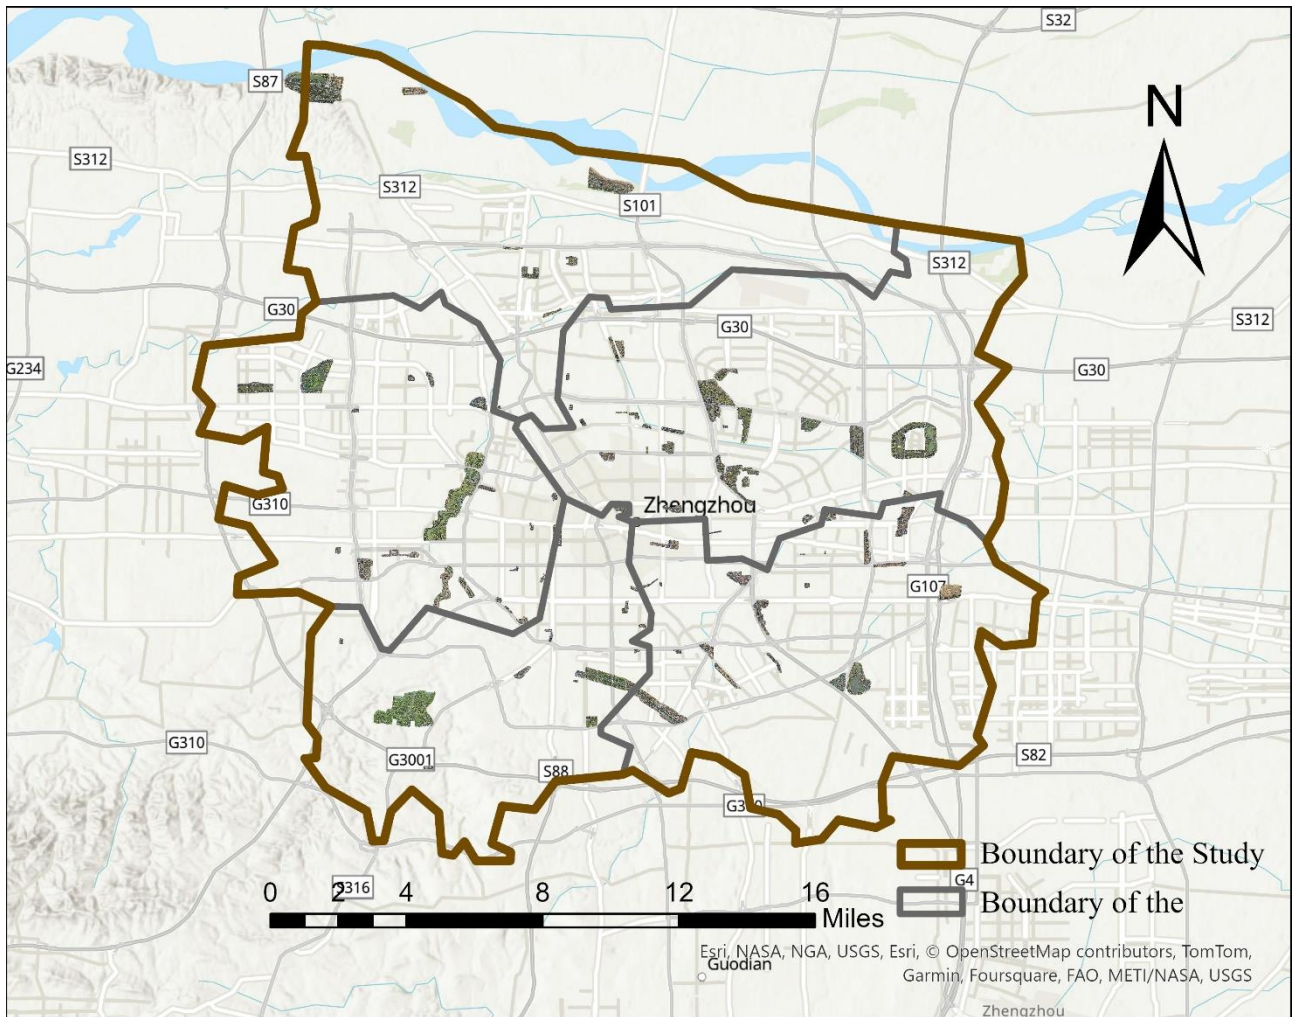 S32
S87
N
S312
S312
S101
S312
G30
G30
S312
G234
G30
G310
Zhengzhou
G107
G310
G3001
S88
S82
Boundary of the Study
0 2 4 8 12 16
S316
G4
Boundary of the
Miles
Esri, NASA, NGA, USGS, Esri, © OpenStreetMap contributors, TomTom,
Guodian
Garmin, Foursquare, FAO, METI/NASA, USGS
Zhengzhou